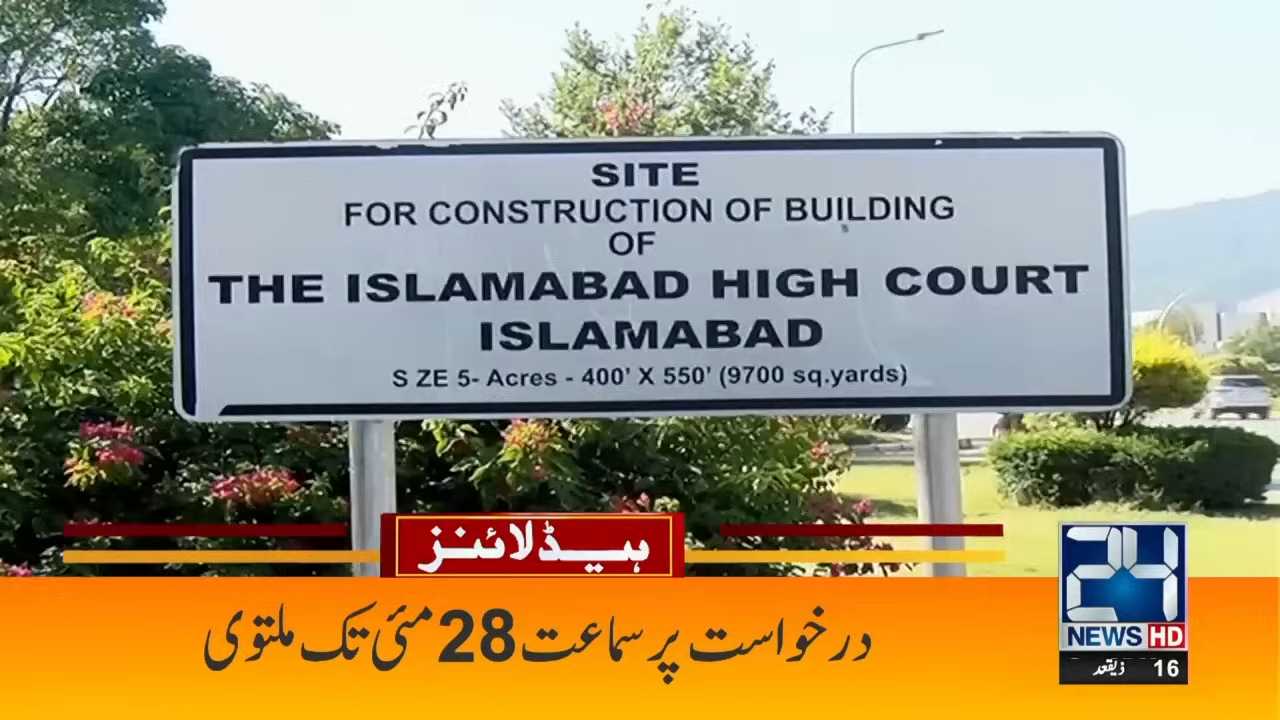 SITE
FOR CONSTRUCTION OF BUILDING
OF
THE ISLAMABAD HIGH COURT
ISLAMABAD
S ZE 5- Acres - 400' X 550' (9700 sq.yards)
ہیڈلائنز
درخواست پر سماعت 28 مئی تک ملتوی
24
NEWS HD
16 ذیقعد